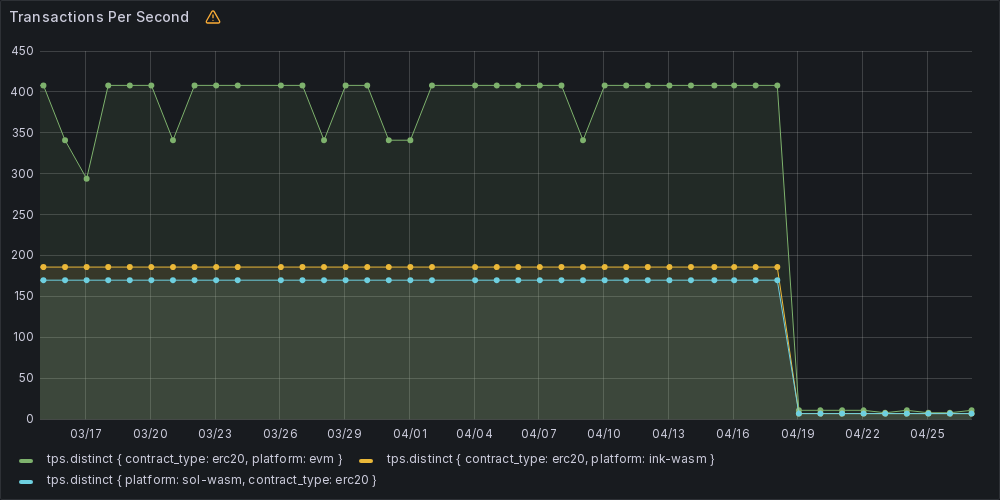 Transactions Per Second
450
400
350
300
250
200
150
100
50
0
03/17 03/20 03/23 03/26 03/29 04/01 04/04 04/07 04/10 04/13 04/16 04/19 04/22 04/25
tps.distinct { contract_type: erc20, platform: evm } tps.distinct { contract_type: erc20, platform: ink-wasm }
tps.distinct { platform: sol-wasm, contract_type: erc20 }